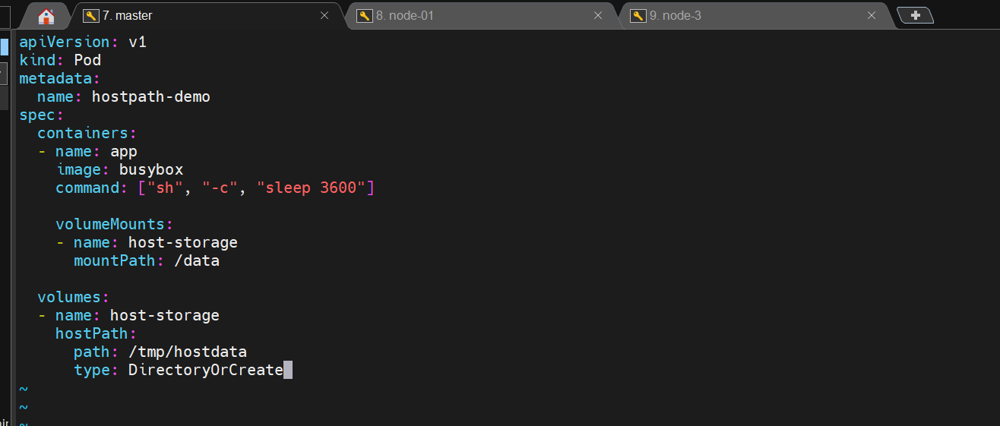 7. master
8. node-01
9. node-3
apiVersion: v1
kind: Pod
metadata:
  name: hostpath-demo
spec:
  containers:
  - name: app
    image: busybox
    command: ["sh", "-c", "sleep 3600"]

    volumeMounts:
    - name: host-storage
      mountPath: /data

  volumes:
  - name: host-storage
    hostPath:
      path: /tmp/hostdata
      type: DirectoryOrCreate
~
~
~